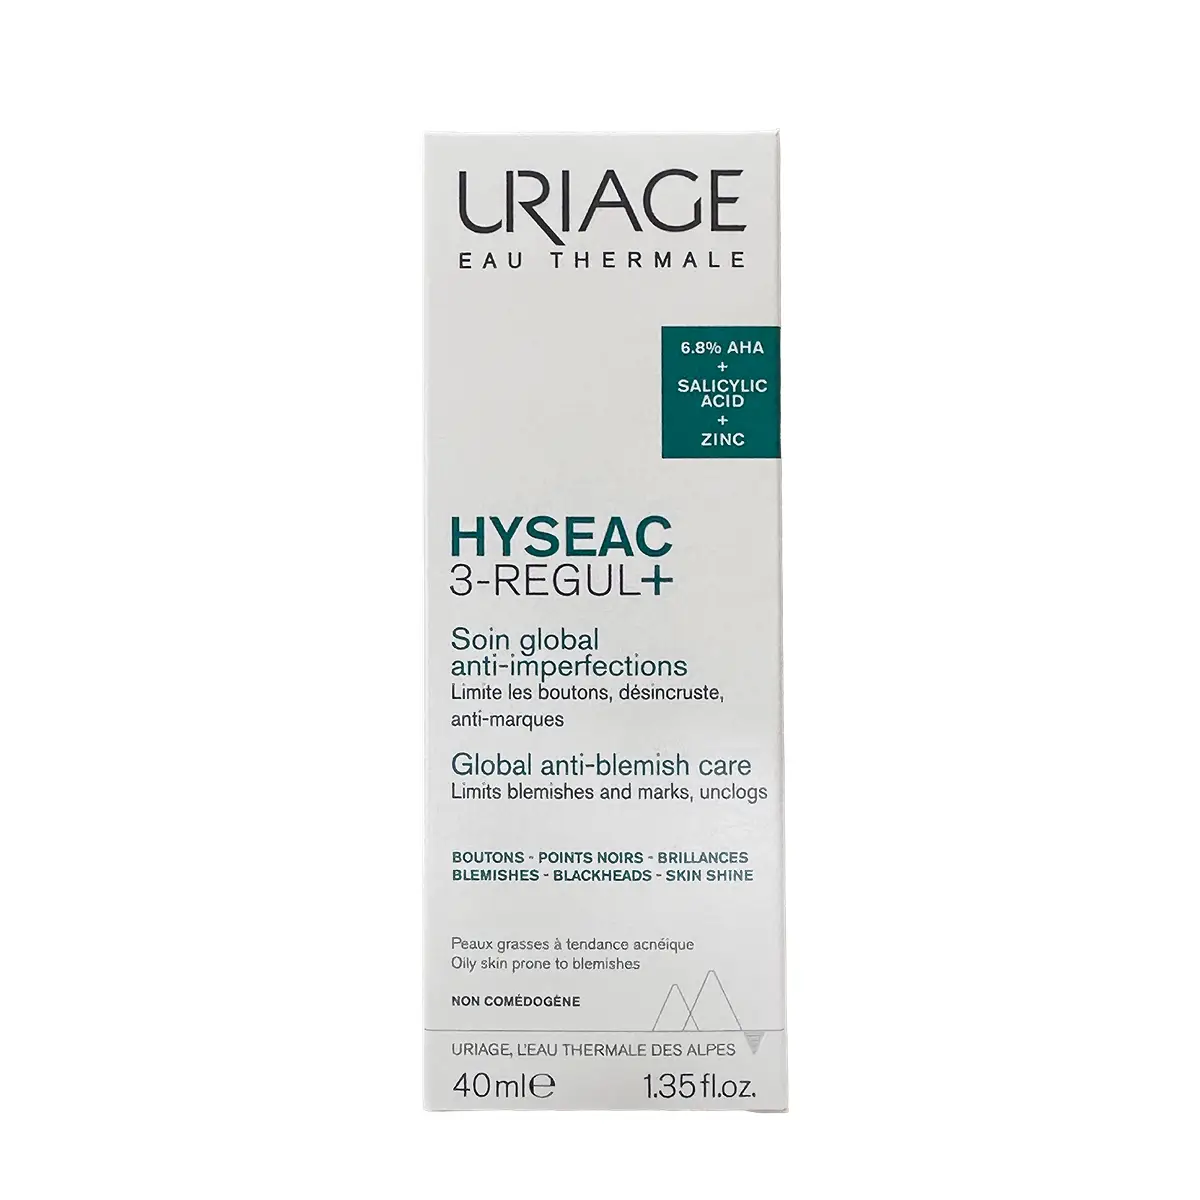 URIAGE
EAU THERMALE
6.8% AHA
+
SALICYLIC
ACID
+
ZINC
HYSEAC
3-REGUL+
Soin global
anti-imperfections
Limite les boutons, désincruste,
anti-marques
Global anti-blemish care
Limits blemishes and marks, unclogs
BOUTONS - POINTS NOIRS - BRILLANCES
BLEMISHES - BLACKHEADS - SKIN SHINE
Peaux grasses à tendance acnéique
Oily skin prone to blemishes
NON COMÉDOGÈNE
URIAGE, L'EAU THERMALE DES ALPES
40 ml℮ 1.35 fl.oz.